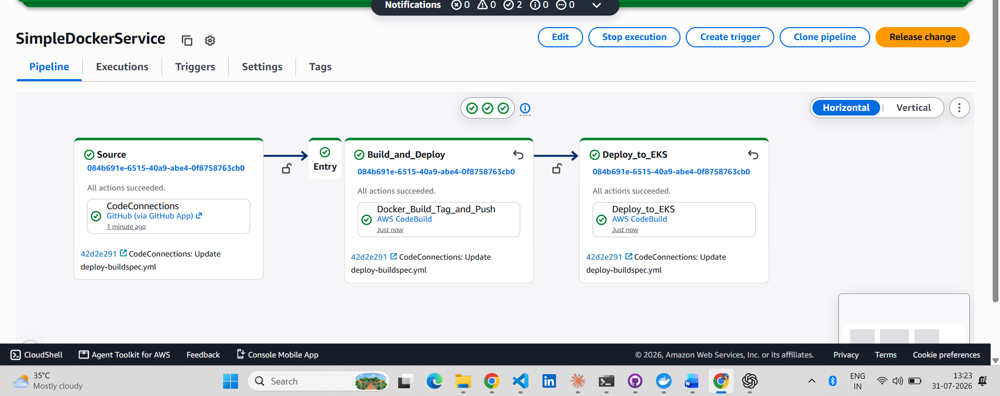 Notifications 0 0 2 0 0
SimpleDockerService
Edit
Stop execution
Create trigger
Clone pipeline
Release change
Pipeline
Executions
Triggers
Settings
Tags
Horizontal
Vertical
Source
084b691e-6515-40a9-abe4-0f8758763cb0
All actions succeeded.
CodeConnections
GitHub (via GitHub App)
1 minute ago
42d2e291 CodeConnections: Update
deploy-buildspec.yml
Entry
Build_and_Deploy
084b691e-6515-40a9-abe4-0f8758763cb0
All actions succeeded.
Docker_Build_Tag_and_Push
AWS CodeBuild
Just now
42d2e291 CodeConnections: Update
deploy-buildspec.yml
Deploy_to_EKS
084b691e-6515-40a9-abe4-0f8758763cb0
All actions succeeded.
Deploy_to_EKS
AWS CodeBuild
Just now
42d2e291 CodeConnections: Update
deploy-buildspec.yml
CloudShell
Agent Toolkit for AWS
Feedback
Console Mobile App
© 2026, Amazon Web Services, Inc. or its affiliates.
Privacy
Terms
Cookie preferences
35°C
Mostly cloudy
Search
ENG
IN
13:23
31-07-2026